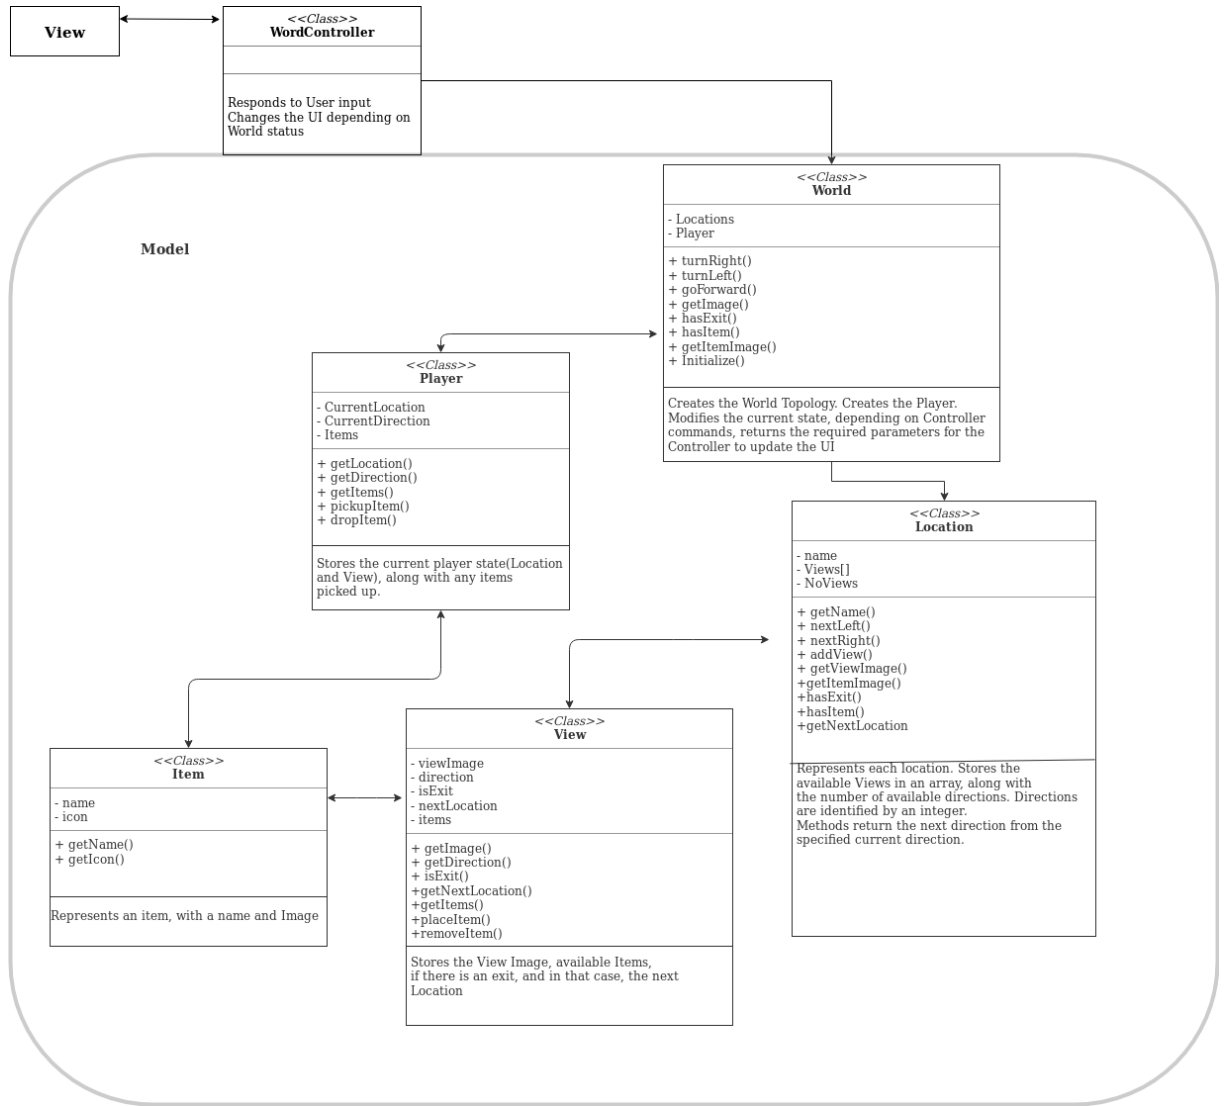 View
<<Class>>
WordController
Responds to User input
Changes the UI depending on
World status
Model
<<Class>>
World
- Locations
- Player
+ turnRight()
+ turnLeft()
+ goForward()
+ getImage()
+ hasExit()
+ hasItem()
+ getItemImage()
+ Initialize()
Creates the World Topology. Creates the Player.
Modifies the current state, depending on Controller
commands, returns the required parameters for the
Controller to update the UI
<<Class>>
Player
- CurrentLocation
- CurrentDirection
- Items
+ getLocation()
+ getDirection()
+ getItems()
+ pickupItem()
+ dropItem()
Stores the current player state(Location
and View), along with any items
picked up.
<<Class>>
Location
- name
- Views[]
- NoViews
+ getName()
+ nextLeft()
+ nextRight()
+ addView()
+ getViewImage()
+getItemImage()
+hasExit()
+hasItem()
+getNextLocation
Represents each location. Stores the
available Views in an array, along with
the number of available directions. Directions
are identified by an integer.
Methods return the next direction from the
specified current direction.
<<Class>>
Item
- name
- icon
+ getName()
+ getIcon()
Represents an item, with a name and Image
<<Class>>
View
- viewImage
- direction
- isExit
- nextLocation
- items
+ getImage()
+ getDirection()
+ isExit()
+getNextLocation()
+getItems()
+placeItem()
+removeItem()
Stores the View Image, available Items,
if there is an exit, and in that case, the next
Location